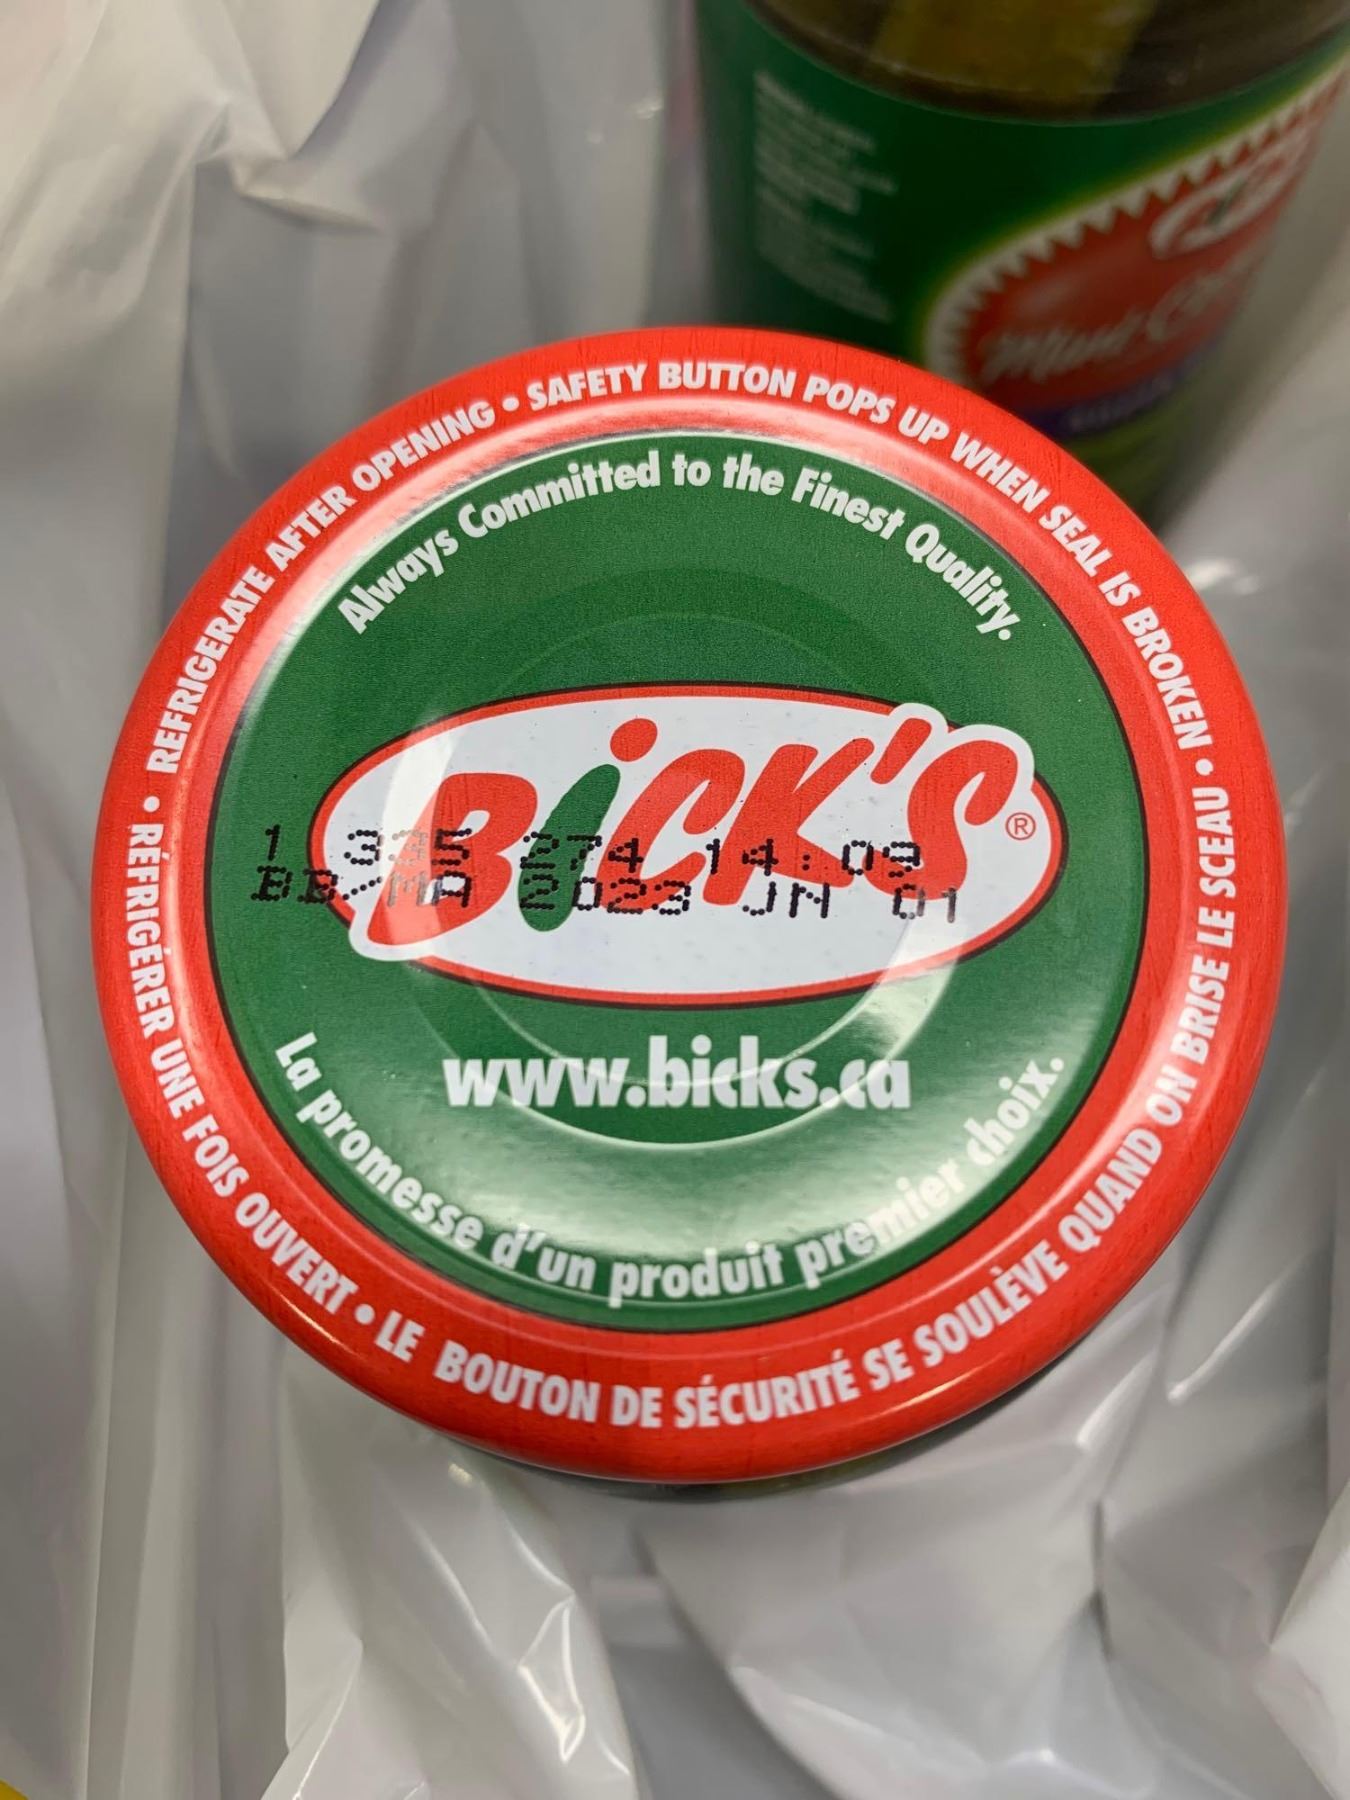 • REFRIGERATE AFTER OPENING • SAFETY BUTTON POPS UP WHEN SEAL IS BROKEN
Always Committed to the Finest Quality.
BiCK'S®
1 335 274 14:09
BB/MA 2023 JN 01
www.bicks.ca
La promesse d'un produit premier choix.
• RÉFRIGÉRER UNE FOIS OUVERT • LE BOUTON DE SÉCURITÉ SE SOULÈVE QUAND ON BRISE LE SCEAU •
Mini